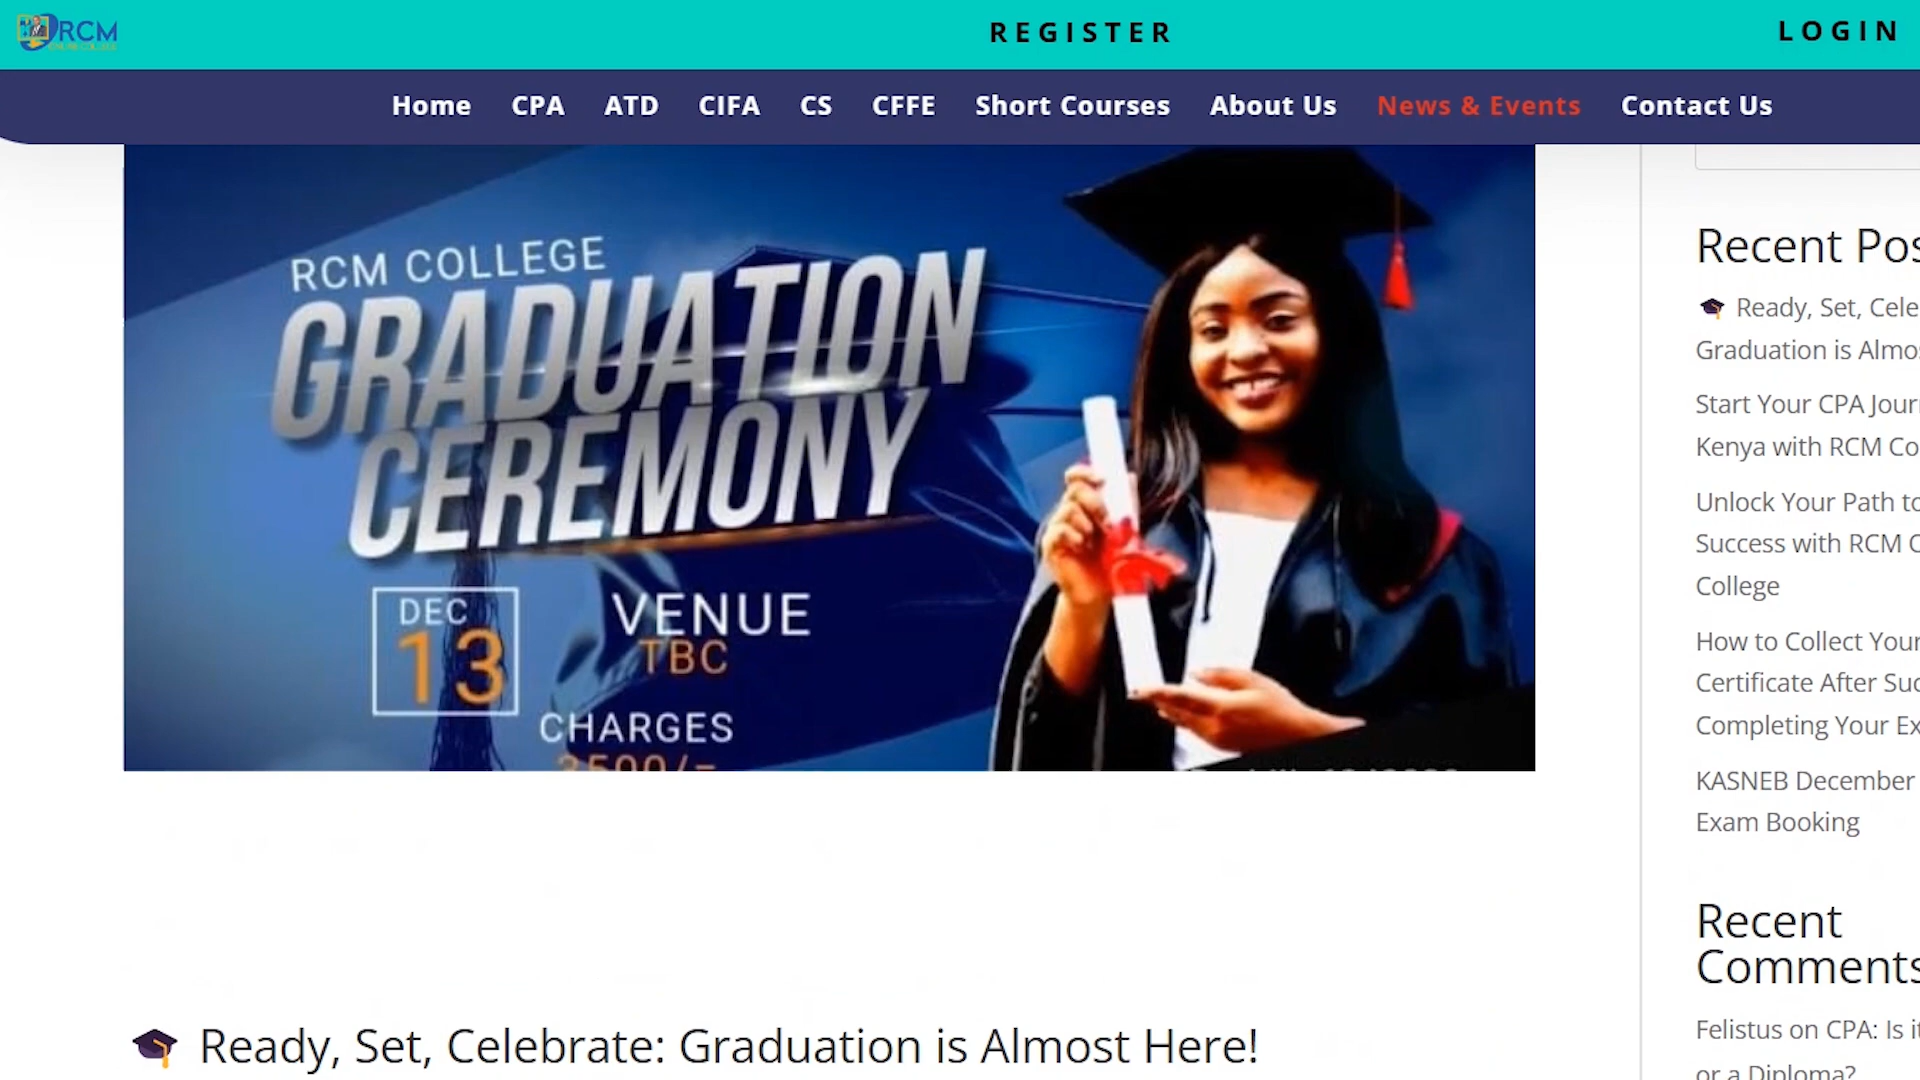 RCM
REGISTER
LOGIN
Home CPA ATD CIFA CS CFFE Short Courses About Us News & Events Contact Us
RCM COLLEGE
GRADUATION
CEREMONY
DEC
13
VENUE
TBC
CHARGES
Ready, Set, Celebrate: Graduation is Almost Here!
Recent Pos
Ready, Set, Cele
Graduation is Almos
Start Your CPA Jour
Kenya with RCM Co
Unlock Your Path to
Success with RCM
College
How to Collect Your
Certificate After Suc
Completing Your Ex
KASNEB December
Exam Booking
Recent
Comments
Felistus on CPA: Is it
or a Diploma?